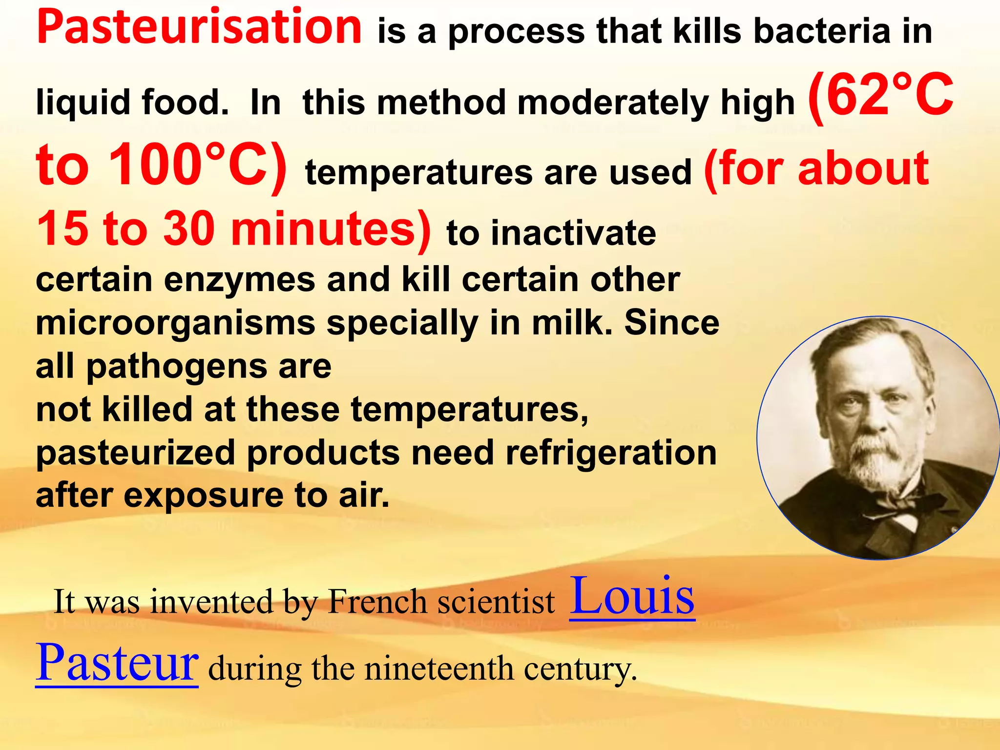 Pasteurisation is a process that kills bacteria in
liquid food. In this method moderately high (62°C
to 100°C) temperatures are used (for about
15 to 30 minutes) to inactivate
certain enzymes and kill certain other
microorganisms specially in milk. Since
all pathogens are
not killed at these temperatures,
pasteurized products need refrigeration
after exposure to air.
It was invented by French scientist Louis
Pasteur during the nineteenth century.